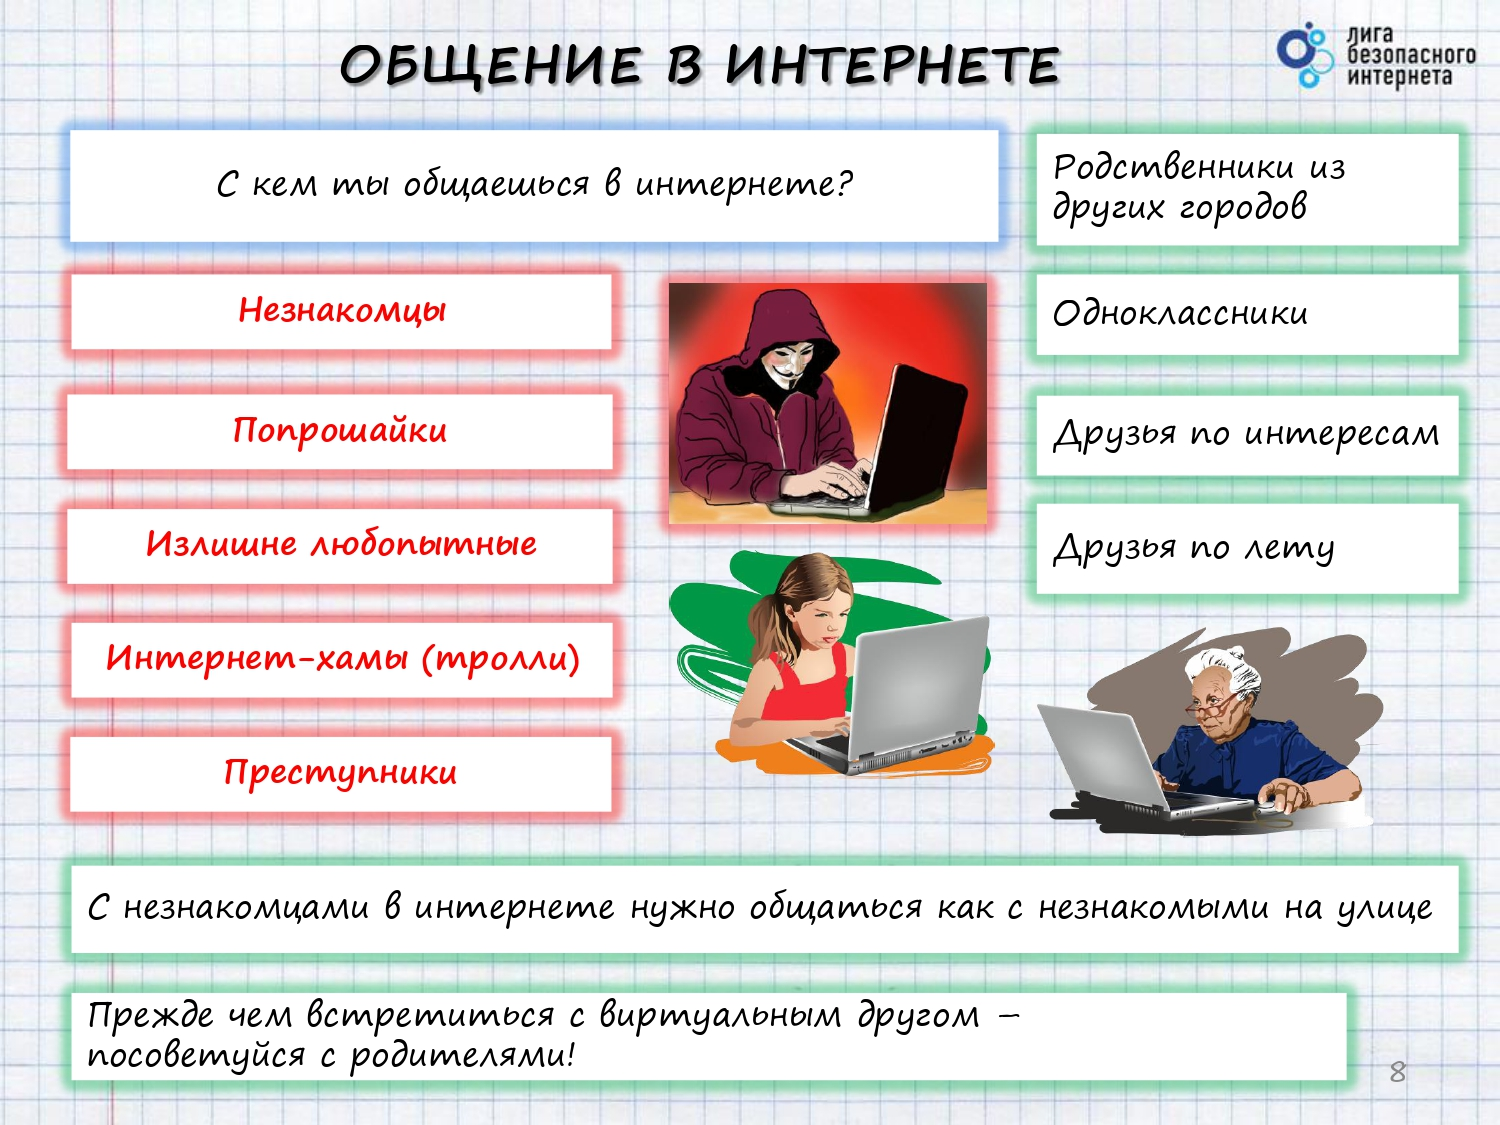 ОБЩЕНИЕ В ИНТЕРНЕТЕ
лига
безопасного
интернета
С кем ты общаешься в интернете?
Незнакомцы
Попрошайки
Излишне любопытные
Интернет-хамы (тролли)
Преступники
Родственники из
других городов
Одноклассники
Друзья по интересам
Друзья по лету
С незнакомцами в интернете нужно общаться как с незнакомыми на улице
Прежде чем встретиться с виртуальным другом –
посоветуйся с родителями!
8